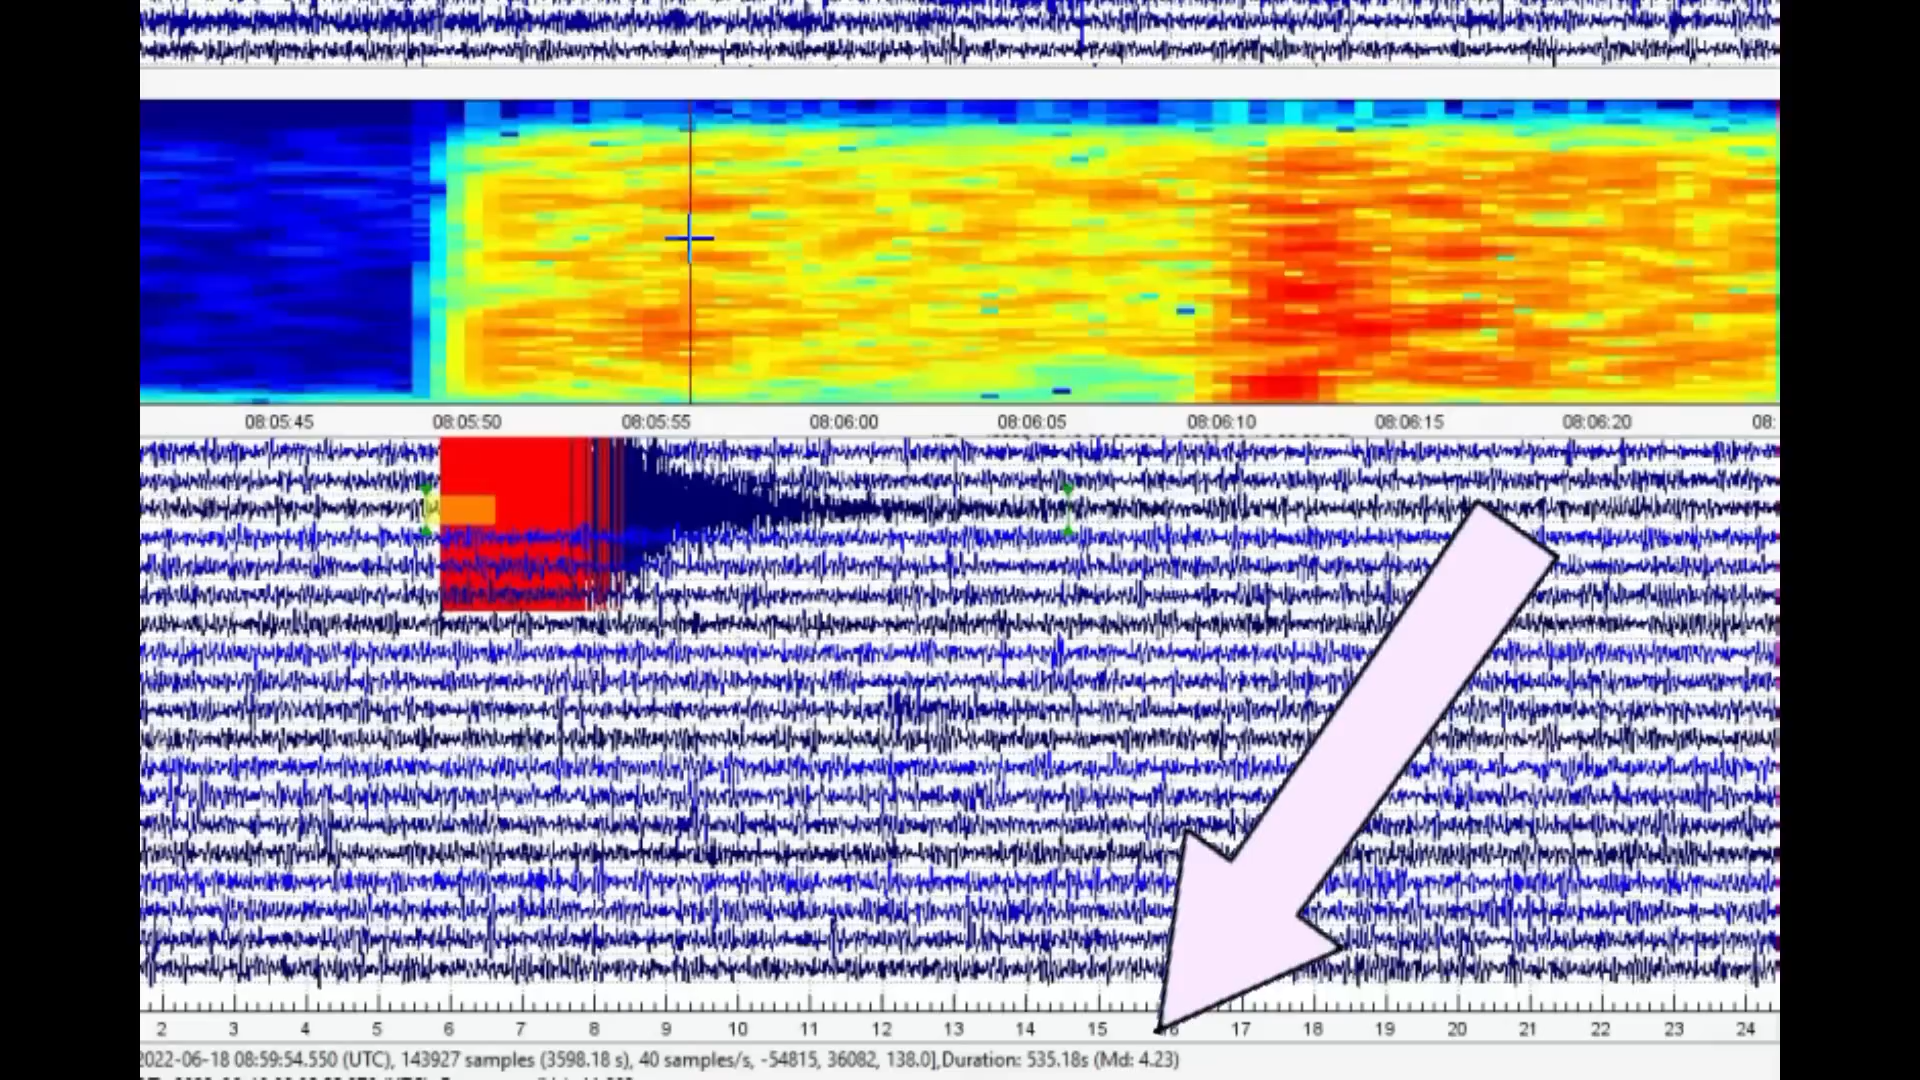 08:05:45 08:05:50 08:05:55 08:06:00 08:06:05 08:06:10 08:06:15 08:06:20 08:
2 3 4 5 6 7 8 9 10 11 12 13 14 15 16 17 18 19 20 21 22 23 24
2022-06-18 08:59:54.550 (UTC), 143927 samples (3598.18 s), 40 samples/s, -54815, 36082, 138.0],Duration: 535.18s (Md: 4.23)